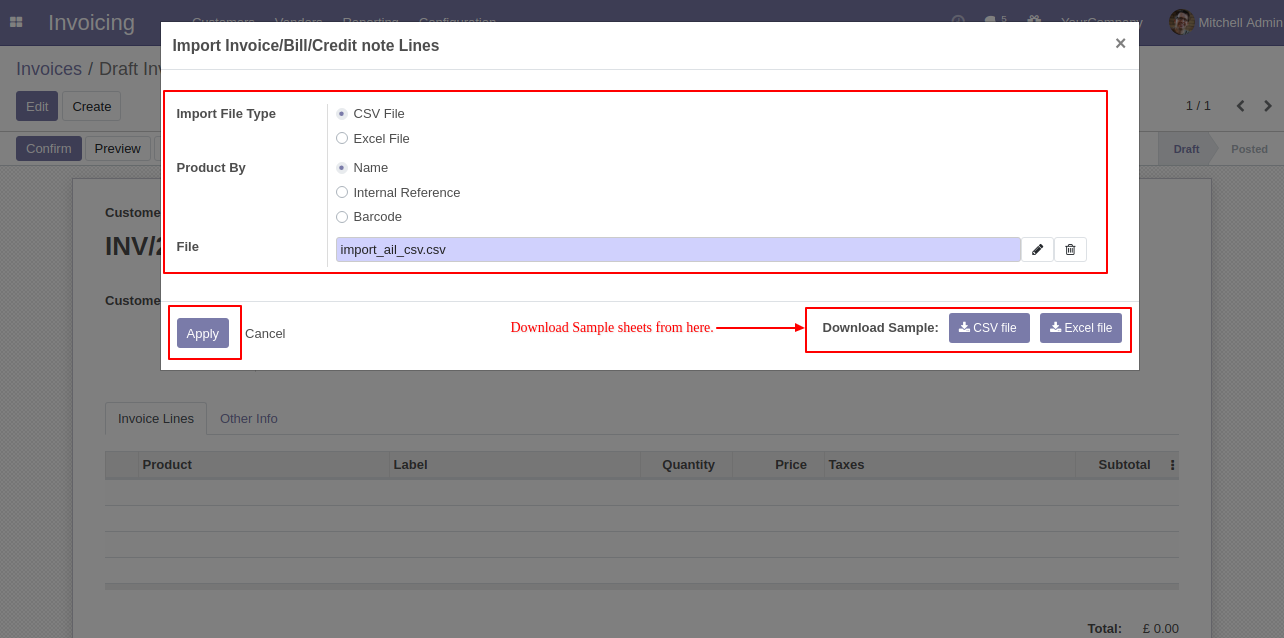 Invoicing
Customers Vendors Reporting Configuration
5
YourCompany
Mitchell Admin
Import Invoice/Bill/Credit note Lines
×
Invoices / Draft Inv
Edit
Create
1 / 1
Import File Type
CSV File
Excel File
Confirm
Preview
Draft
Posted
Product By
Name
Internal Reference
Barcode
Custome
INV/2
File
import_ail_csv.csv
Custome
Apply
Cancel
Download Sample sheets from here.
Download Sample:
CSV file
Excel file
Invoice Lines
Other Info
Product
Label
Quantity
Price
Taxes
Subtotal
Total:
£ 0.00